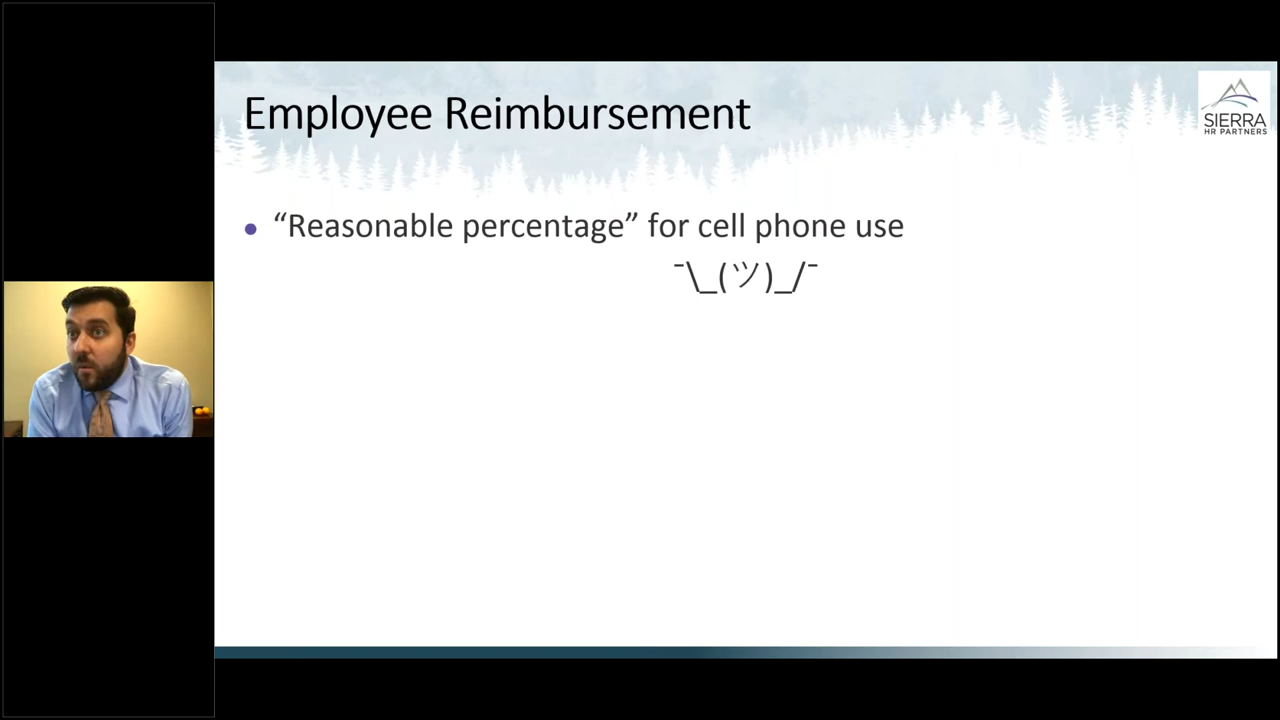 Employee Reimbursement
SIERRA
HR PARTNERS
• “Reasonable percentage” for cell phone use
¯\_(ツ)_/¯